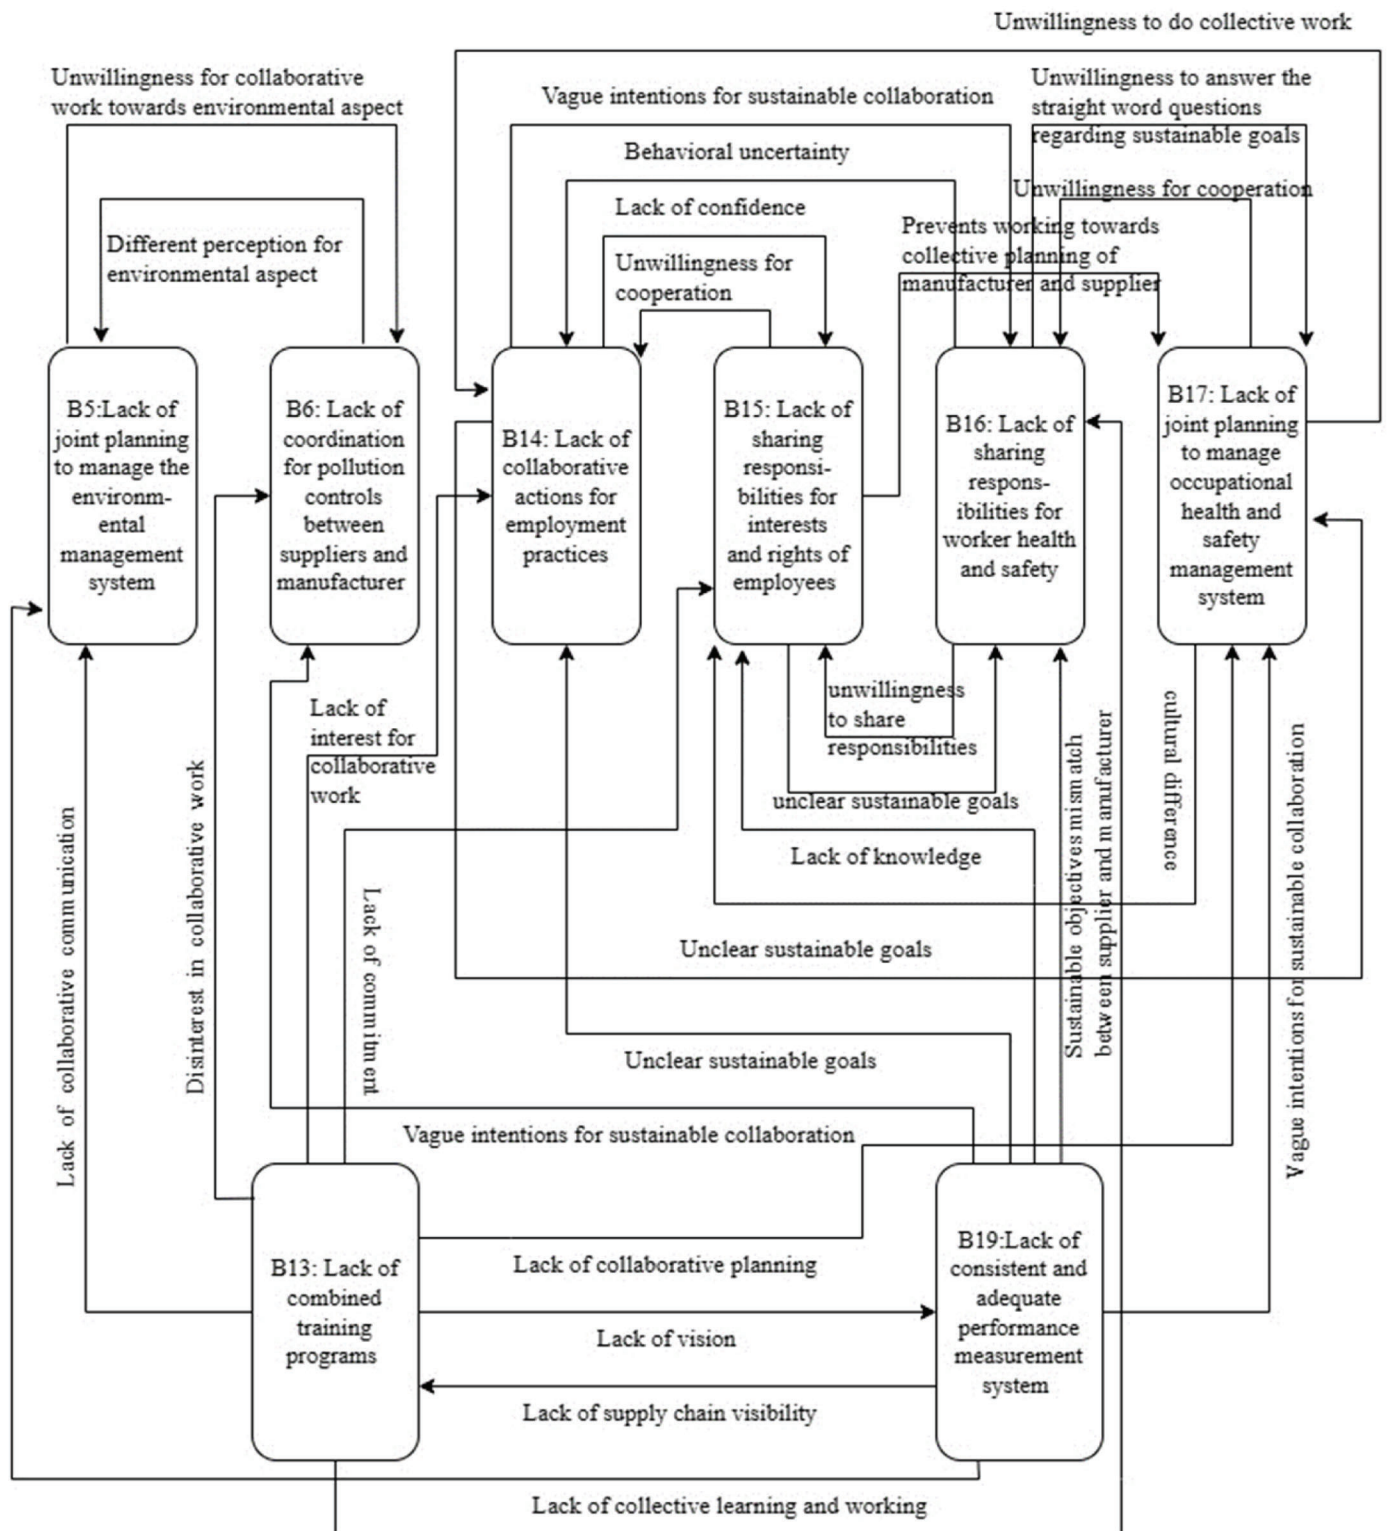 Unwillingness to do collective work
Unwillingness for collaborative
work towards environmental aspect
Vague intentions for sustainable collaboration
Unwillingness to answer the
straight word questions
regarding sustainable goals
Behavioral uncertainty
Unwillingness for cooperation
Lack of confidence
Prevents working towards
collective planning of
manufacturer and supplier
Different perception for
environmental aspect
Unwillingness for
cooperation
B5:Lack of
joint planning
to manage the
environm-
ental
management
system
B6: Lack of
coordination
for pollution
controls
between
suppliers and
manufacturer
B14: Lack of
collaborative
actions for
employment
practices
B15: Lack of
sharing
responsi-
bilities for
interests
and rights of
employees
B16: Lack of
sharing
respons-
ibilities for
worker health
and safety
B17: Lack of
joint planning
to manage
occupational
health and
safety
management
system
Lack of
interest for
collaborative
work
unwillingness
to share
responsibilities
unclear sustainable goals
Lack of knowledge
cultural difference
Sustainable objectives mismatch
between supplier and manufacturer
Vague intentions for sustainable collaboration
Lack of collaborative communication
Disinterest in collaborative work
Lack of commitment
Unclear sustainable goals
Unclear sustainable goals
Vague intentions for sustainable collaboration
B13: Lack of
combined
training
programs
Lack of collaborative planning
Lack of vision
Lack of supply chain visibility
B19:Lack of
consistent and
adequate
performance
measurement
system
Lack of collective learning and working